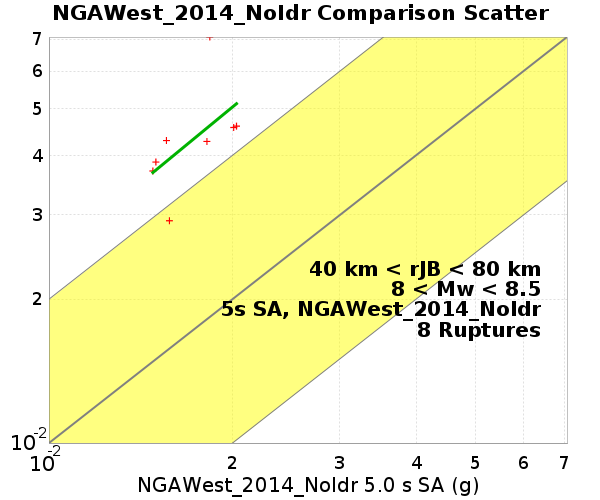 NGAWest_2014_NoIdr Comparison Scatter
7
6
5
4
3
2
10-2
40 km < rJB < 80 km
8 < Mw < 8.5
5s SA, NGAWest_2014_NoIdr
8 Ruptures
10-2 2 3 4 5 6 7
NGAWest_2014_NoIdr 5.0 s SA (g)